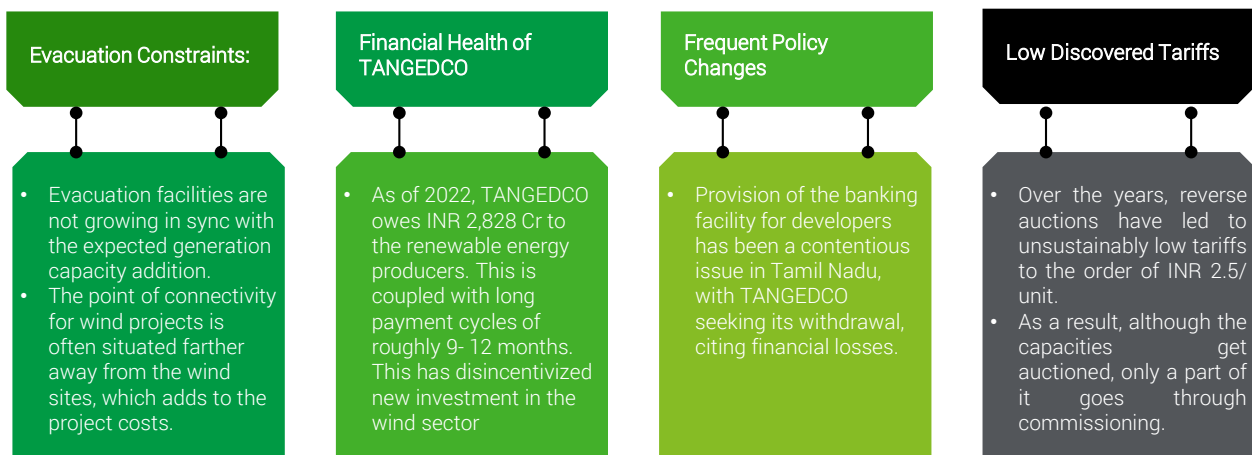 Evacuation Constraints:
• Evacuation facilities are
not growing in sync with
the expected generation
capacity addition.
• The point of connectivity
for wind projects is
often situated farther
away from the wind
sites, which adds to the
project costs.
Financial Health of
TANGEDCO
• As of 2022, TANGEDCO
owes INR 2,828 Cr to
the renewable energy
producers. This is
coupled with long
payment cycles of
roughly 9- 12 months.
This has disincentivized
new investment in the
wind sector
Frequent Policy
Changes
• Provision of the banking
facility for developers
has been a contentious
issue in Tamil Nadu,
with TANGEDCO
seeking its withdrawal,
citing financial losses.
Low Discovered Tariffs
• Over the years, reverse
auctions have led to
unsustainably low tariffs
to the order of INR 2.5/
unit.
• As a result, although the
capacities get
auctioned, only a part of
it goes through
commissioning.